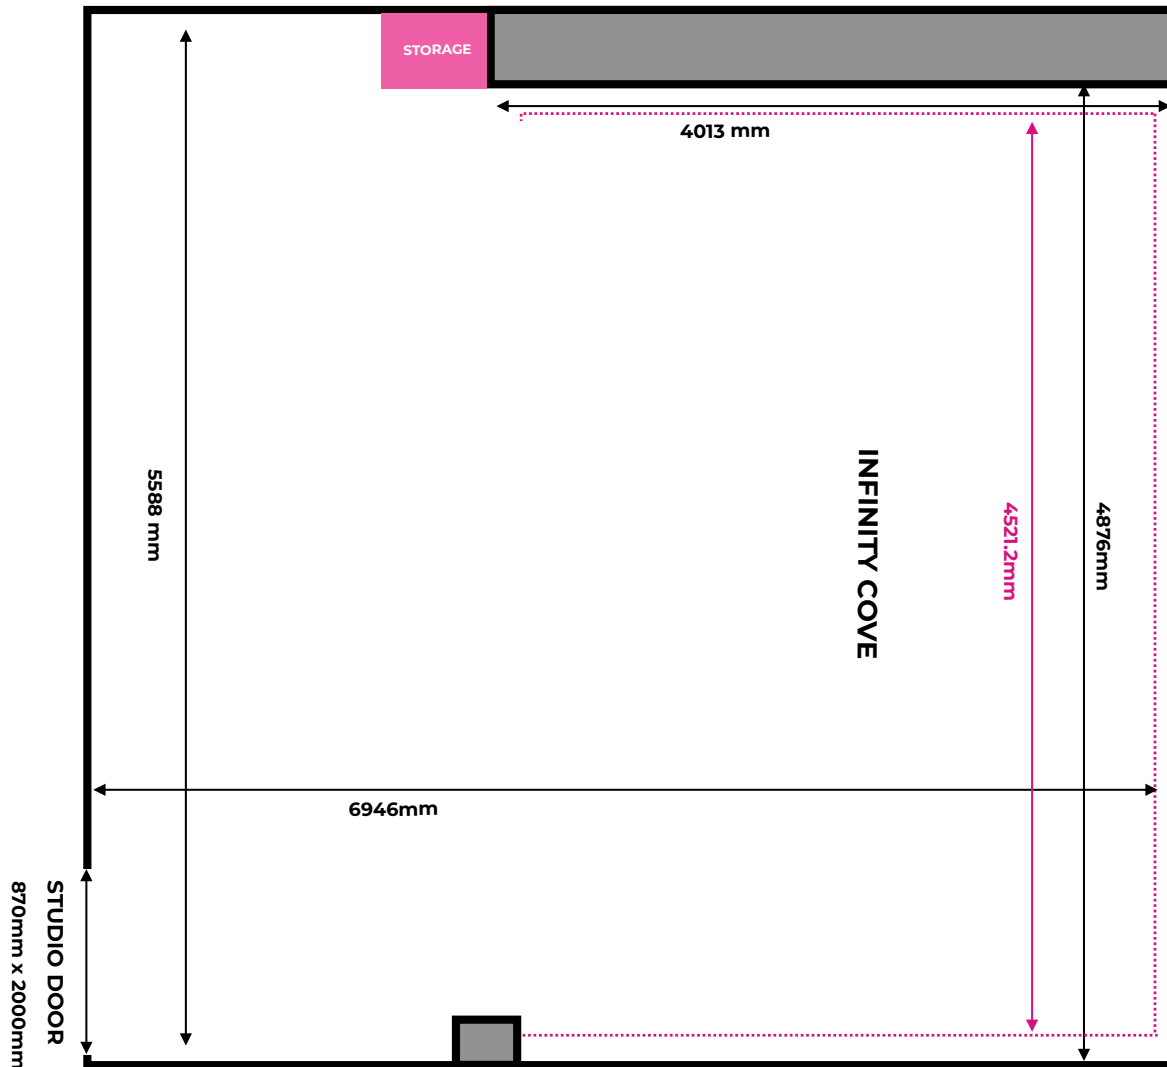 STORAGE
4013 mm
5588 mm
INFINITY COVE
4521.2mm
4876mm
6946mm
STUDIO DOOR
870mm x 2000mm